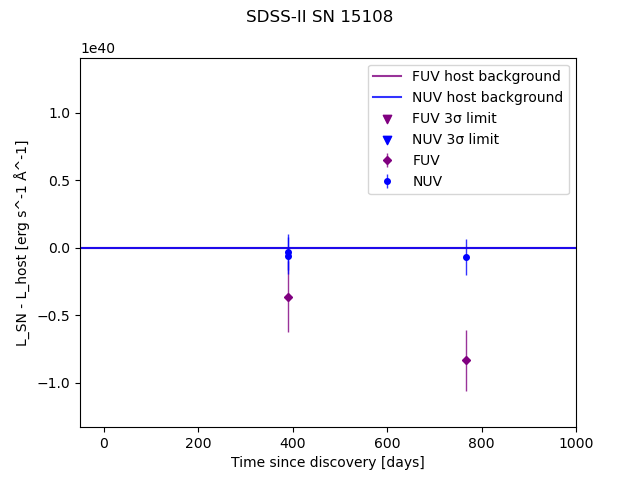 SDSS-II SN 15108
1e40
FUV host background
NUV host background
FUV 3σ limit
NUV 3σ limit
FUV
NUV
1.0
0.5
0.0
−0.5
−1.0
L_SN - L_host [erg s^-1 Å^-1]
0 200 400 600 800 1000
Time since discovery [days]